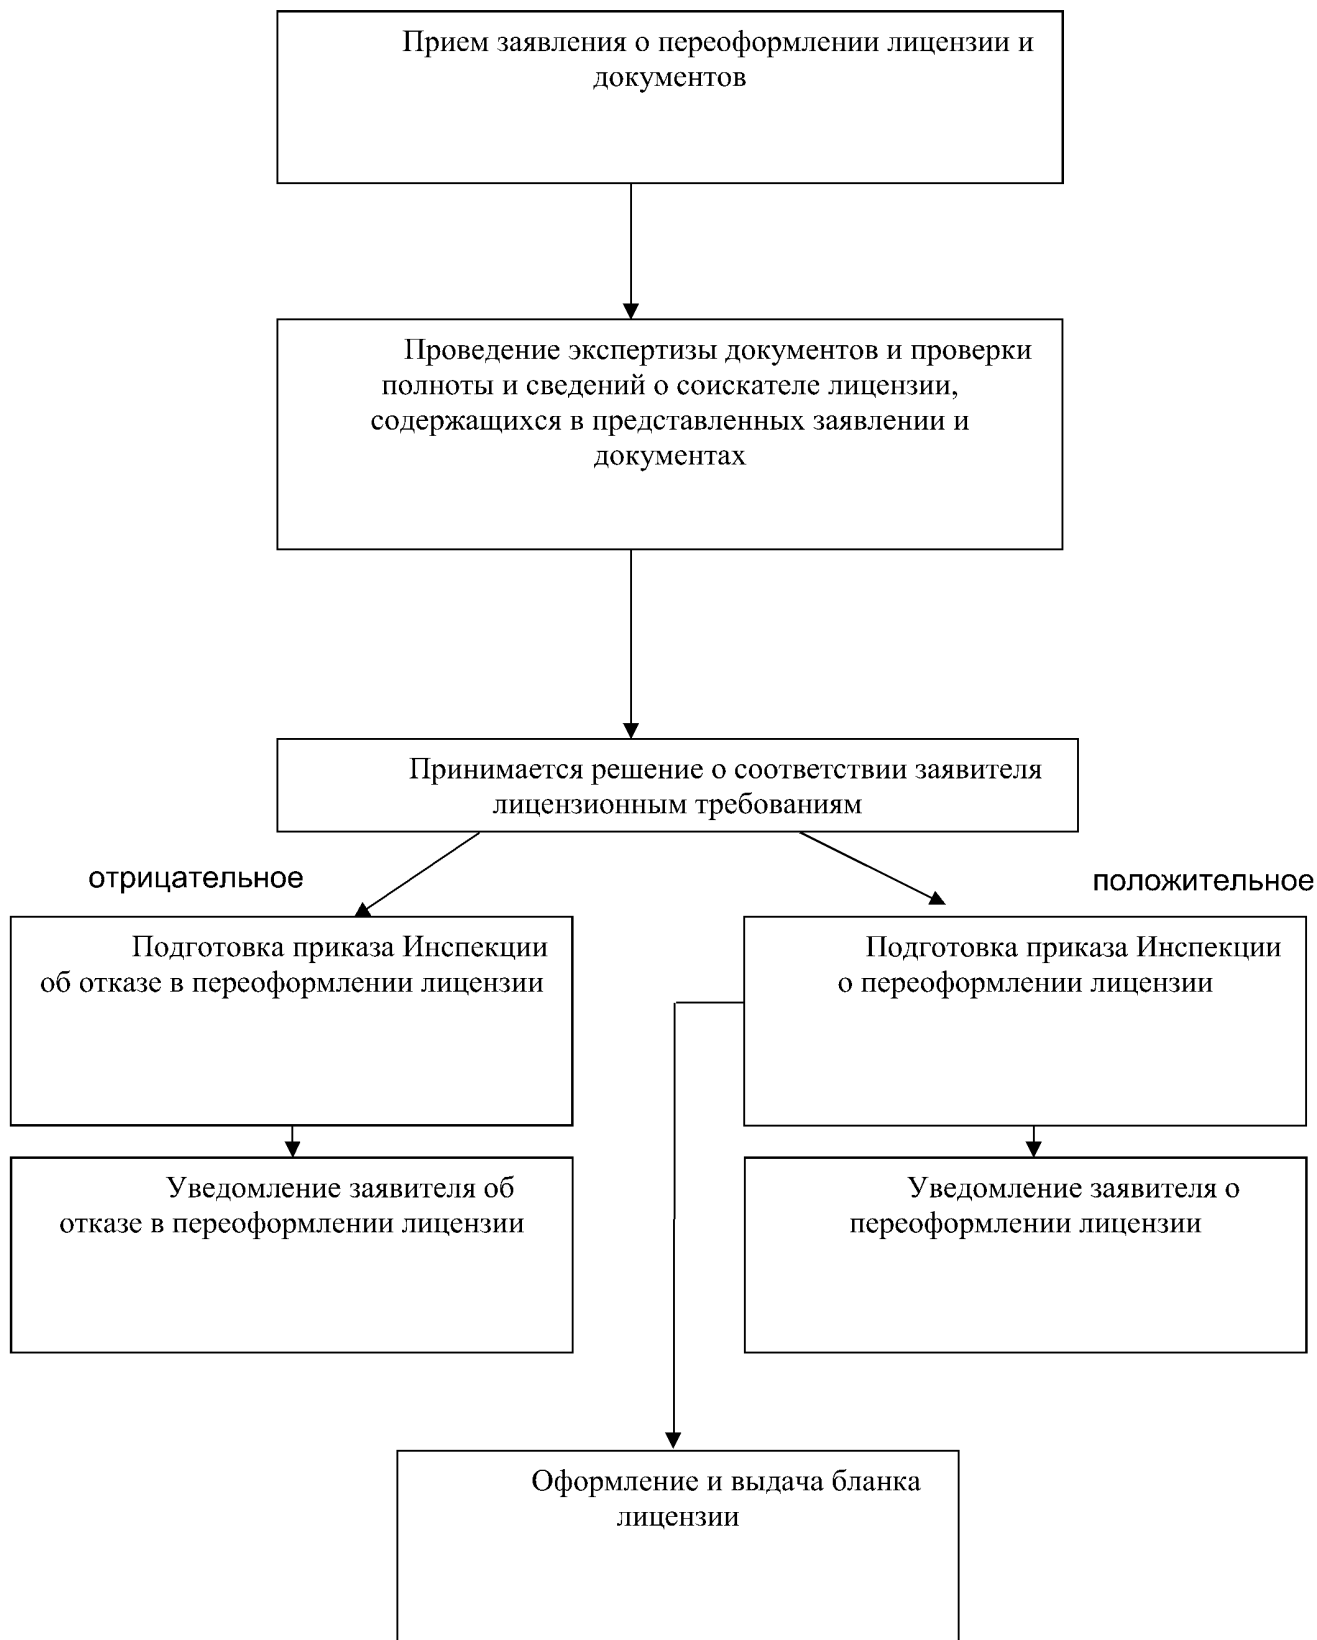 Прием заявления о переоформлении лицензии и
документов
Проведение экспертизы документов и проверки
полноты и сведений о соискателе лицензии,
содержащихся в представленных заявлении и
документах
Принимается решение о соответствии заявителя
лицензионным требованиям
отрицательное
положительное
Подготовка приказа Инспекции
об отказе в переоформлении лицензии
Подготовка приказа Инспекции
о переоформлении лицензии
Уведомление заявителя об
отказе в переоформлении лицензии
Уведомление заявителя о
переоформлении лицензии
Оформление и выдача бланка
лицензии